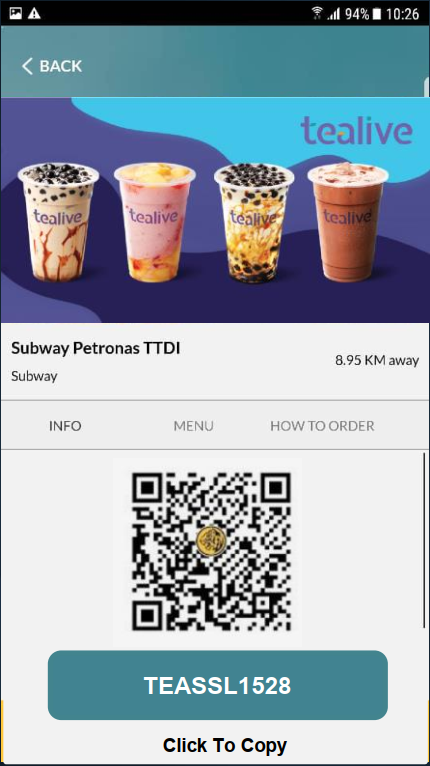 94% 10:26
BACK
tealive
tealive tealive tealive tealive
Subway Petronas TTDI
8.95 KM away
Subway
INFO MENU HOW TO ORDER
TEASSL1528
Click To Copy